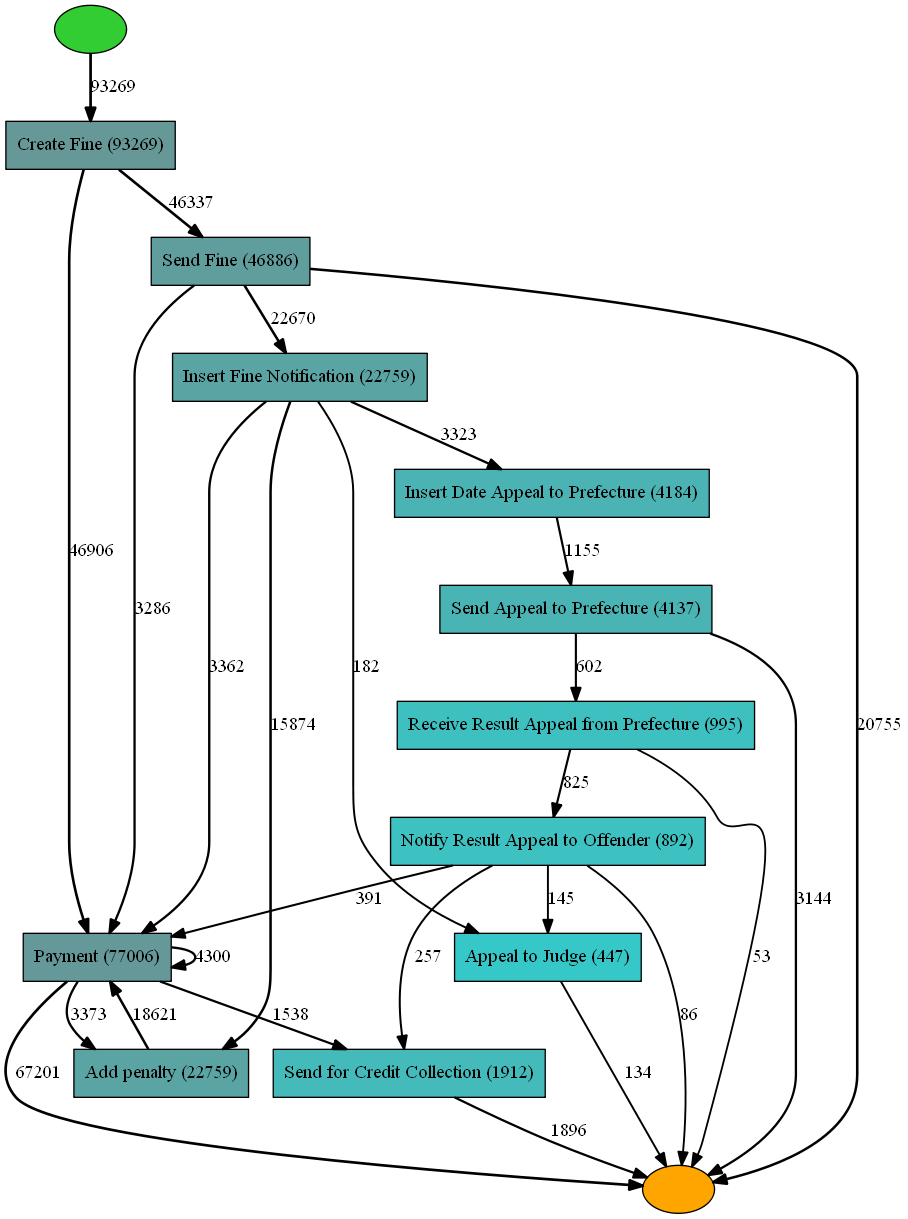 93269
Create Fine (93269)
46337
Send Fine (46886)
22670
Insert Fine Notification (22759)
3323
Insert Date Appeal to Prefecture (4184)
46906
1155
3286
Send Appeal to Prefecture (4137)
3362
182
602
15874
Receive Result Appeal from Prefecture (995)
20755
825
Notify Result Appeal to Offender (892)
391
145
3144
Payment (77006)
4300
257
Appeal to Judge (447)
53
3373
18621
1538
86
67201
Add penalty (22759)
Send for Credit Collection (1912)
134
1896